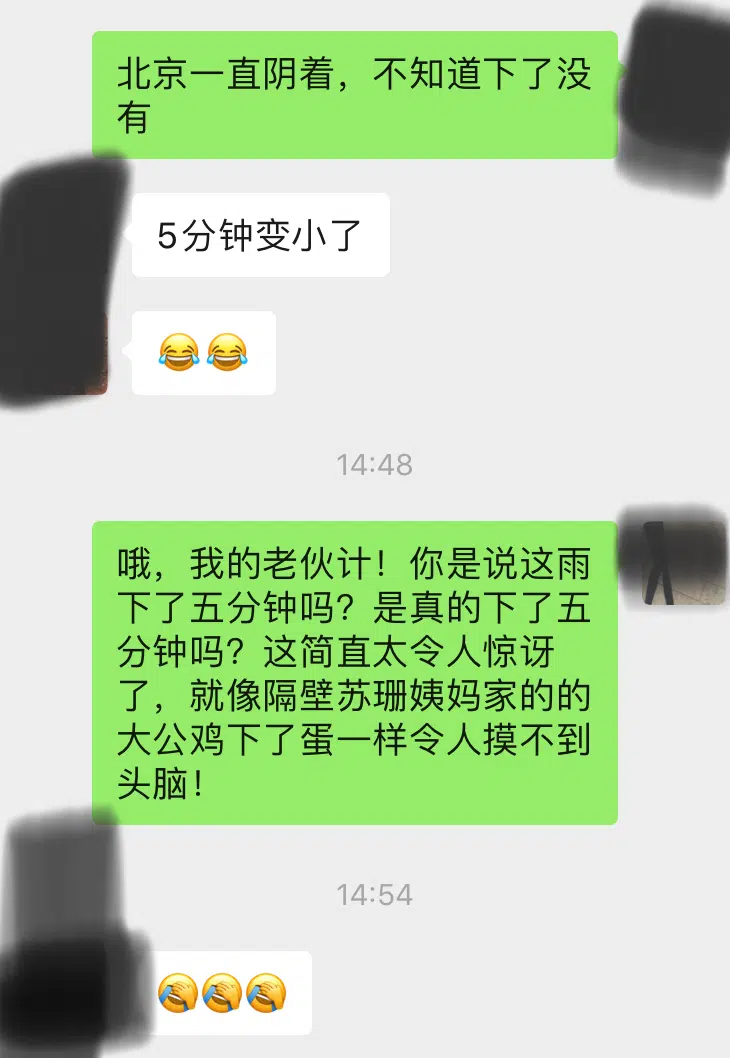 北京一直阴着，不知道下了没
有
5分钟变小了
😂😂
14:48
哦，我的老伙计！你是说这雨
下了五分钟吗？是真的下了五
分钟吗？这简直太令人惊讶
了，就像隔壁苏珊姨妈家的的
大公鸡下了蛋一样令人摸不到
头脑！
14:54
🤦🤦🤦